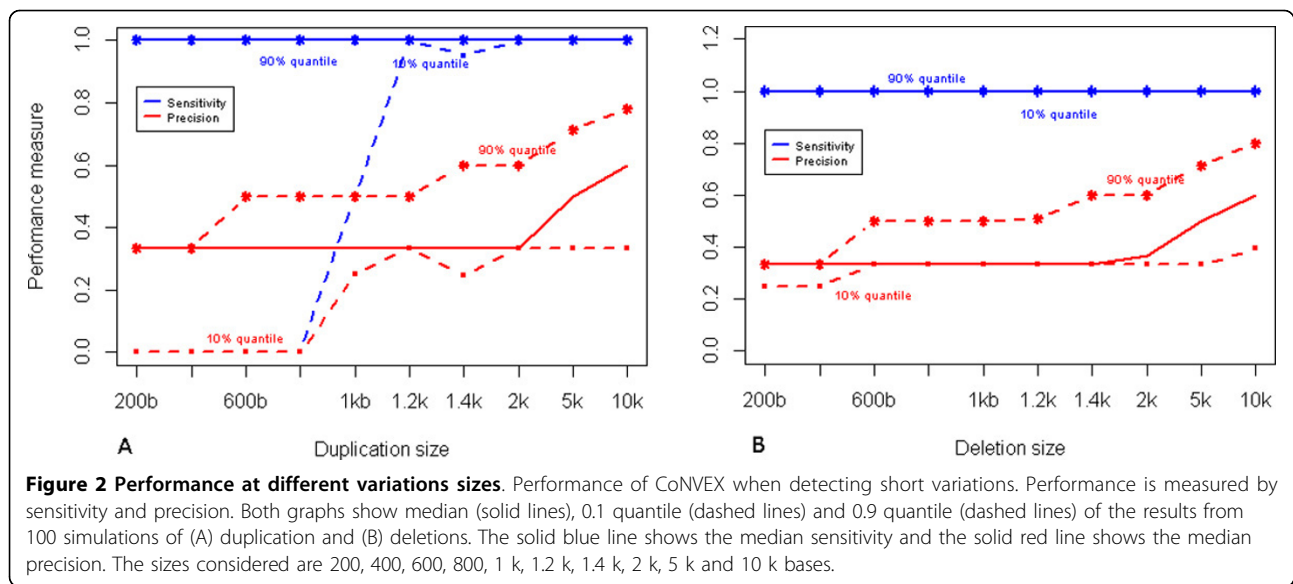 1.0
0.8
0.6
0.4
0.2
0.0
Performance measure
90% quantile
10% quantile
Sensitivity
Precision
90% quantile
10% quantile
200b 600b 1kb 1.2k 1.4k 2k 5k 10k
A
Duplication size
1.2
1.0
0.8
0.6
0.4
0.2
0.0
90% quantile
10% quantile
Sensitivity
Precision
90% quantile
10% quantile
200b 600b 1kb 1.2k 1.4k 2k 5k 10k
B
Deletion size
Figure 2 Performance at different variations sizes. Performance of CoNVEX when detecting short variations. Performance is measured by
sensitivity and precision. Both graphs show median (solid lines), 0.1 quantile (dashed lines) and 0.9 quantile (dashed lines) of the results from
100 simulations of (A) duplication and (B) deletions. The solid blue line shows the median sensitivity and the solid red line shows the median
precision. The sizes considered are 200, 400, 600, 800, 1 k, 1.2 k, 1.4 k, 2 k, 5 k and 10 k bases.